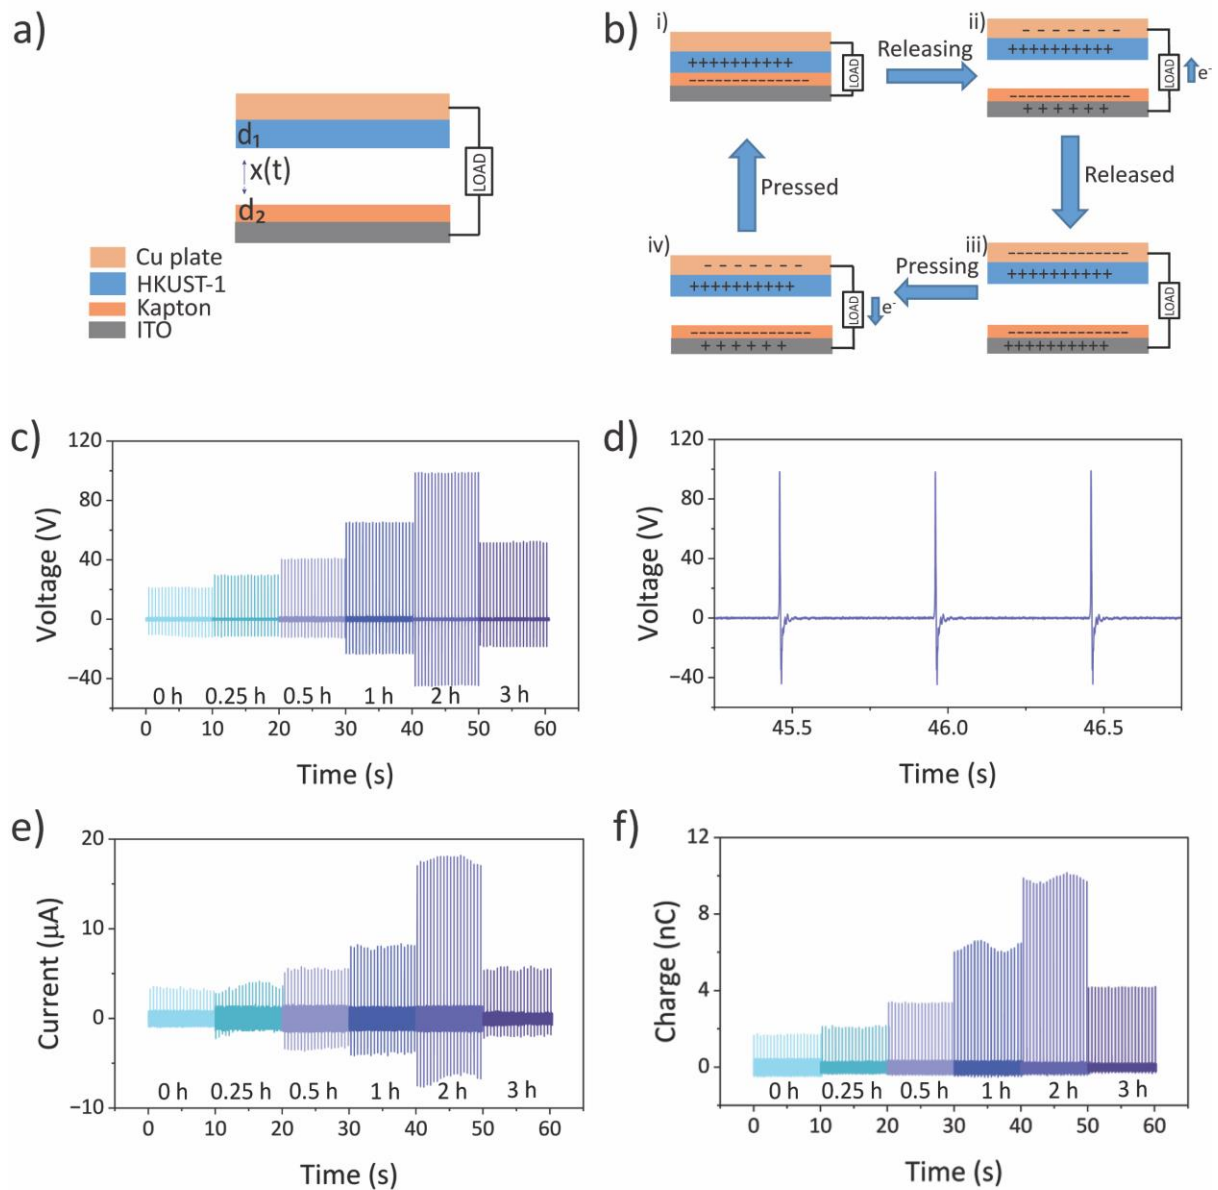 a)
d₁
x(t)
d₂
LOAD
Cu plate
HKUST-1
Kapton
ITO
b)
i)
++++++++++
--------------
LOAD
Releasing
ii)
- - - - - - -
++++++++++
--------------
+ + + + + +
LOAD
e⁻
Pressed
Released
iv)
- - - - - - -
++++++++++
--------------
+ + + + + +
LOAD
e⁻
Pressing
iii)
--------------
++++++++++
--------------
++++++++++
LOAD
c)
Voltage (V)
120
80
40
0
−40
0 h 0.25 h 0.5 h 1 h 2 h 3 h
0 10 20 30 40 50 60
Time (s)
d)
Voltage (V)
120
80
40
0
−40
45.5 46.0 46.5
Time (s)
e)
Current (μA)
20
10
0
−10
0 h 0.25 h 0.5 h 1 h 2 h 3 h
0 10 20 30 40 50 60
Time (s)
f)
Charge (nC)
12
8
4
0
0 h 0.25 h 0.5 h 1 h 2 h 3 h
0 10 20 30 40 50 60
Time (s)